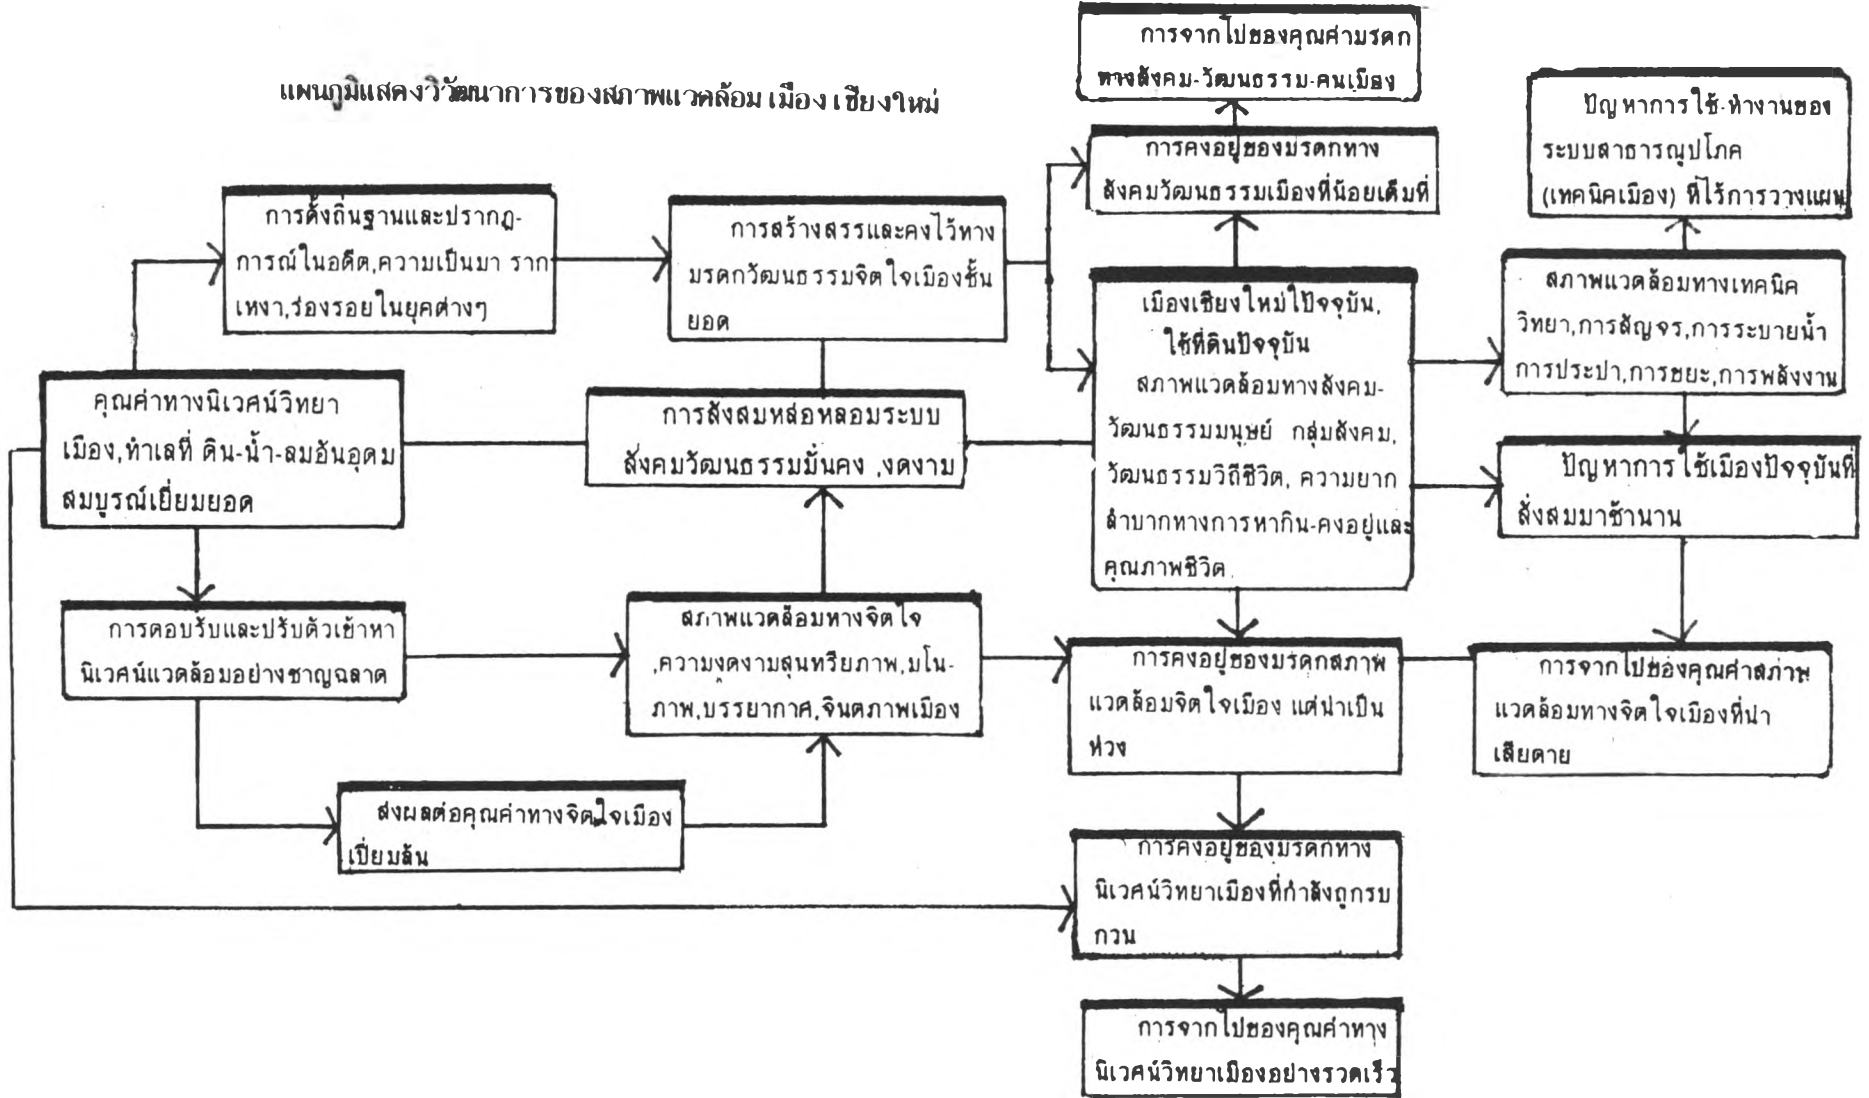 แผนภูมิแสดงวิวัฒนาการของสภาพแวดล้อมเมืองเชียงใหม่
การจากไปของคุณค่ามรดก
ทางสังคม-วัฒนธรรม-คนเมือง
ปัญหาการใช้-ทำงานของ
ระบบสาธารณุปโภค
(เทคนิคเมือง) ที่ไร้การวางแผน
การคงอยู่ของมรดกทาง
สังคมวัฒนธรรมเมืองที่น้อยเต็มที่
การตั้งถิ่นฐานและปรากฏ-
การณ์ในอดีต,ความเป็นมา ราก
เหงา,ร่องรอยในยุคต่างๆ
การสร้างสรรและคงไว้ทาง
มรดกวัฒนธรรมจิตใจเมืองชั้น
ยอด
เมืองเชียงใหม่ใปัจจุบัน,
ใช้ที่ดินปัจจุบัน
สภาพแวดล้อมทางสังคม-
วัฒนธรรมมนุษย์ กลุ่มสังคม,
วัฒนธรรมวิถีชีวิต, ความยาก
ลำบากทางการหากิน-คงอยู่และ
คุณภาพชีวิต
สภาพแวดล้อมทางเทคนิค
วิทยา,การสัญจร,การระบายน้ำ
การประปา,การขยะ,การพลังงาน
คุณค่าทางนิเวศน์วิทยา
เมือง,ทำเลที่ ดิน-น้ำ-ลมอันอุดม
สมบูรณ์เยี่ยมยอด
การสังสมหล่อหลอมระบบ
สังคมวัฒนธรรมมั่นคง ,งดงาม
ปัญหาการใช้เมืองปัจจุบันที่
สั่งสมมาช้านาน
การตอบรับและปรับตัวเข้าหา
นิเวศน์แวดล้อมอย่างชาญฉลาด
สภาพแวดล้อมทางจิตใจ
,ความงดงามสุนทรียภาพ,มโน-
ภาพ,บรรยากาศ,จินตภาพเมือง
การคงอยู่ของมรดกสภาพ
แวดล้อมจิตใจเมือง แต่น่าเป็น
ห่วง
การจากไปของคุณค่าสภาพ
แวดล้อมทางจิตใจเมืองที่น่า
เสียดาย
ส่งผลต่อคุณค่าทางจิตใจเมือง
เปี่ยมล้น
การคงอยู่ของมรดกทาง
นิเวศน์วิทยาเมืองที่กำลังถูกรบ
กวน
การจากไปของคุณค่าทาง
นิเวศน์วิทยาเมืองอย่างรวดเร็ว